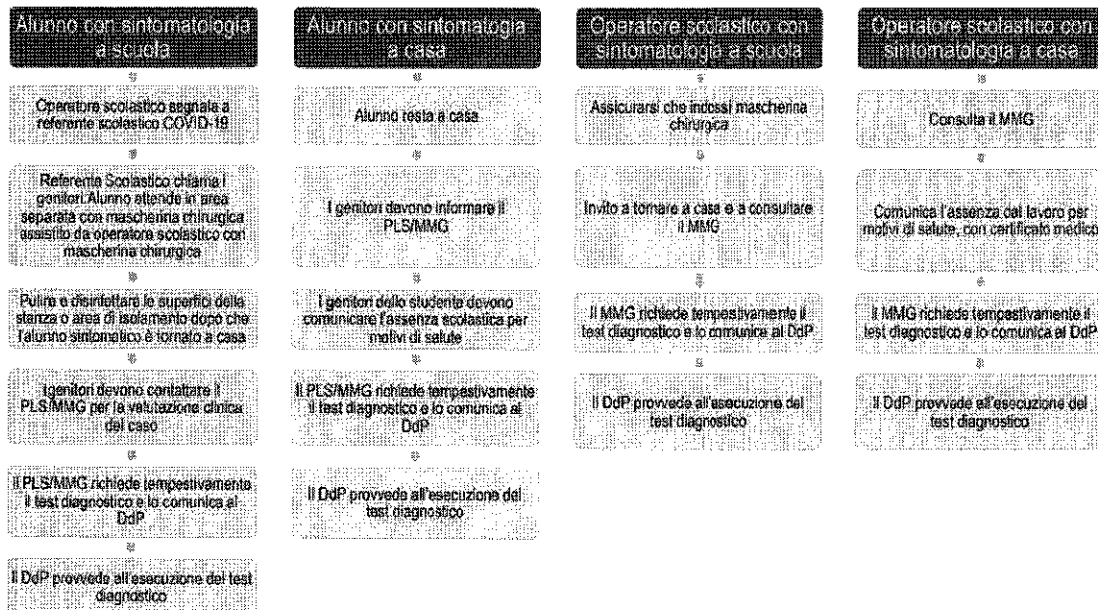 Alunno con sintomatologia
a scuola
Operatore scolastico segnala a
referente scolastico COVID-19
Referente Scolastico chiama i
genitori.Alunno attende in area
separata con mascherina chirurgica
assistito da operatore scolastico con
mascherina chirurgica
Pulire e disinfettare le superfici della
stanza o area di isolamento dopo che
l'alunno sintomatico è tornato a casa
I genitori devono contattare il
PLS/MMG per la valutazione clinica
del caso
Il PLS/MMG richiede tempestivamente
il test diagnostico e lo comunica al
DdP
Il DdP provvede all'esecuzione del test
diagnostico
Alunno con sintomatologia
a casa
Alunno resta a casa
I genitori devono informare il
PLS/MMG
I genitori dello studente devono
comunicare l'assenza scolastica per
motivi di salute
Il PLS/MMG richiede tempestivamente
il test diagnostico e lo comunica al
DdP
Il DdP provvede all'esecuzione del
test diagnostico
Operatore scolastico con
sintomatologia a scuola
Assicurarsi che indossi mascherina
chirurgica
Invito a tornare a casa e a consultare
il MMG
Il MMG richiede tempestivamente il
test diagnostico e lo comunica al DdP
Il DdP provvede all'esecuzione del
test diagnostico
Operatore scolastico con
sintomatologia a casa
Consulta il MMG
Comunica l'assenza dal lavoro per
motivi di salute, con certificato medico
Il MMG richiede tempestivamente il
test diagnostico e lo comunica al DdP
Il DdP provvede all'esecuzione del
test diagnostico